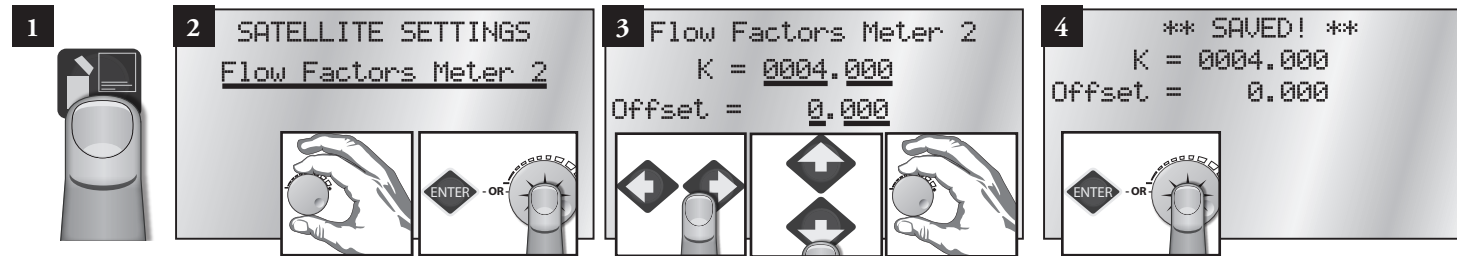 1
2
SATELLITE SETTINGS
Flow Factors Meter 2
ENTER - OR -
3
Flow Factors Meter 2
K = 0004.000
Offset = 0.000
4
** SAVED! **
K = 0004.000
Offset = 0.000
ENTER - OR -